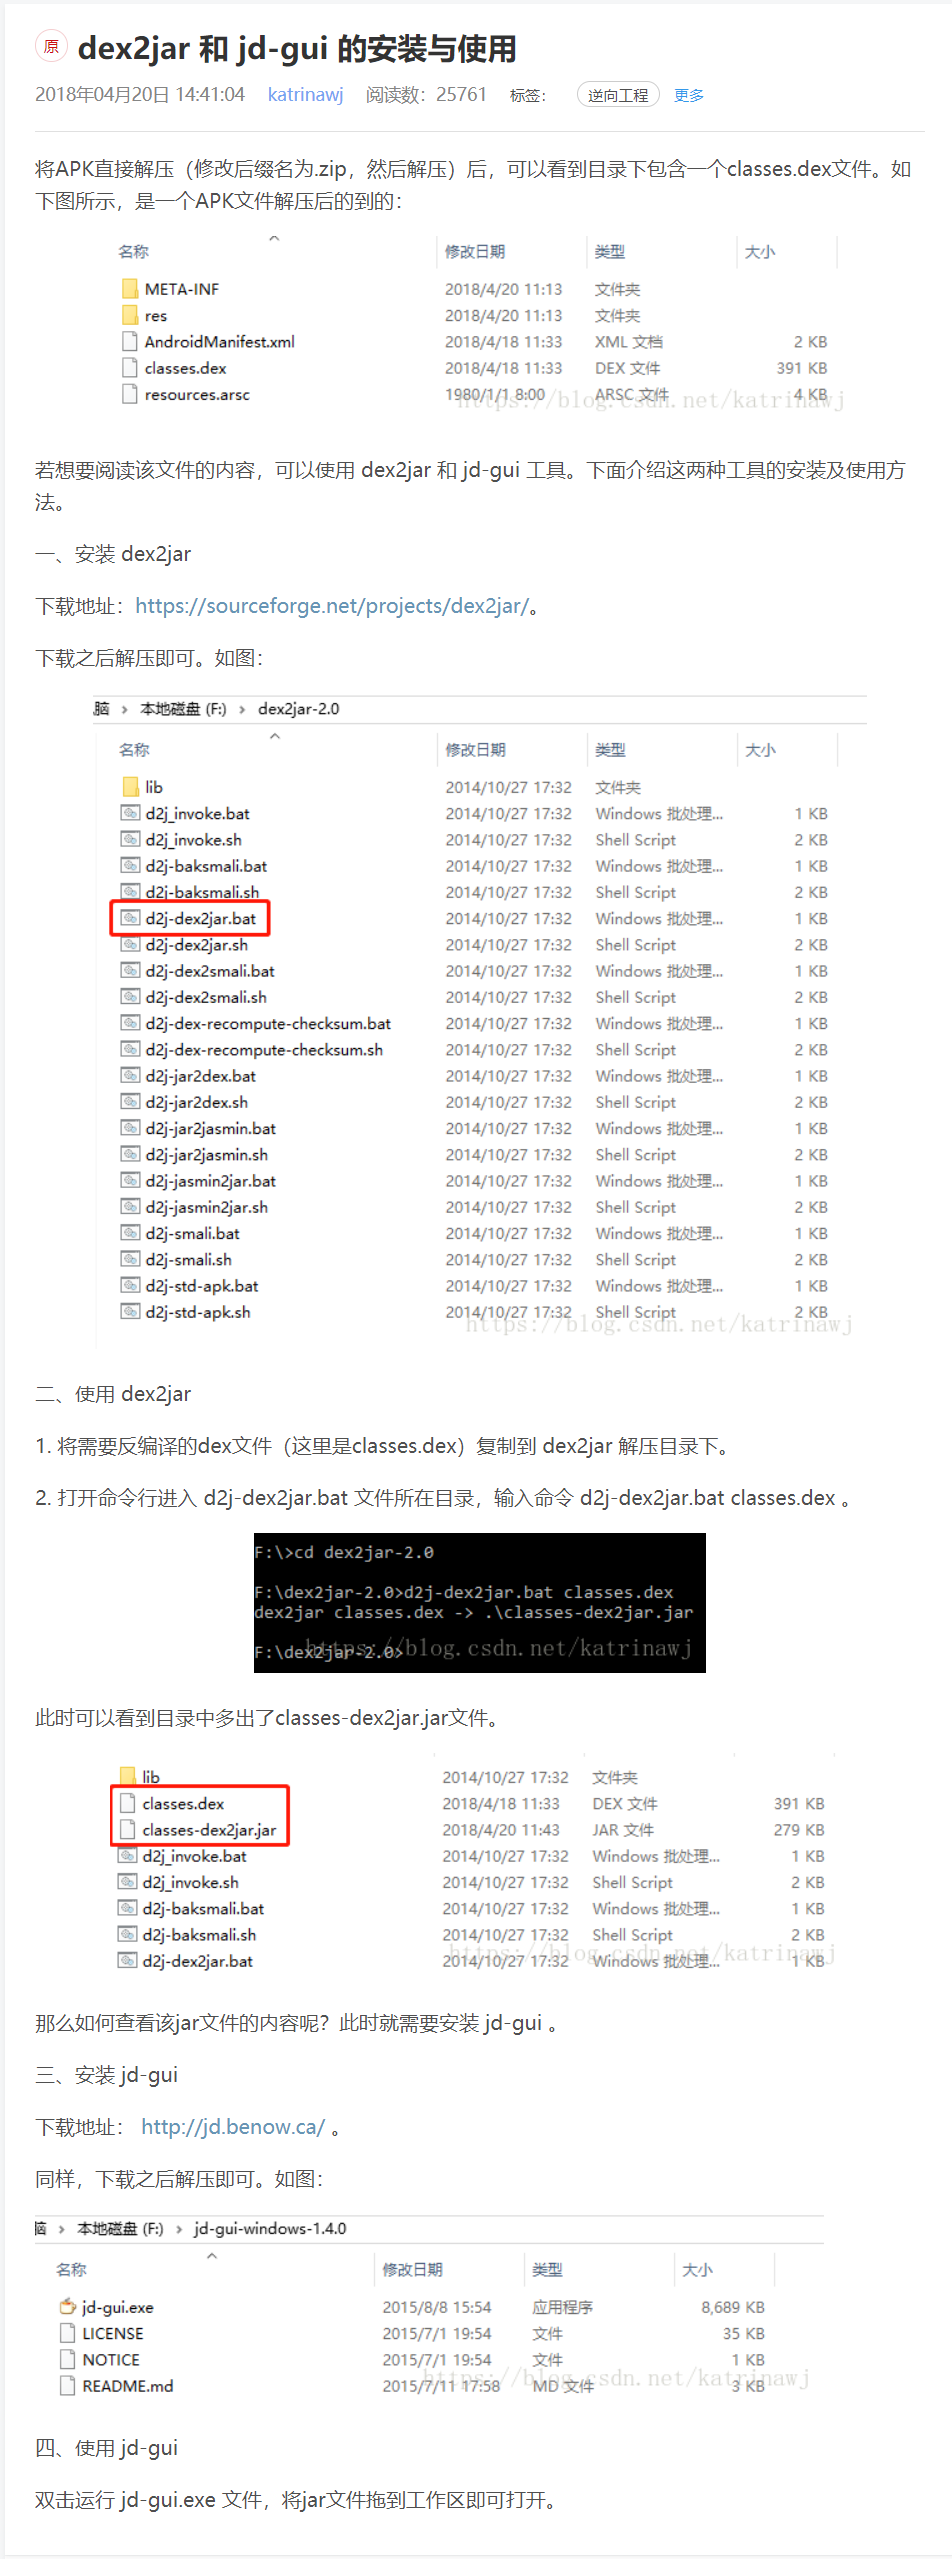 原 dex2jar 和 jd-gui 的安装与使用
2018年04月20日 14:41:04 katrinawj 阅读数：25761 标签： 逆向工程 更多
将APK直接解压（修改后缀名为.zip，然后解压）后，可以看到目录下包含一个classes.dex文件。如
下图所示，是一个APK文件解压后的到的：
名称 修改日期 类型 大小
META-INF 2018/4/20 11:13 文件夹
res 2018/4/20 11:13 文件夹
AndroidManifest.xml 2018/4/18 11:33 XML 文档 2 KB
classes.dex 2018/4/18 11:33 DEX 文件 391 KB
resources.arsc 1980/1/1 8:00 ARSC 文件 4 KB
https://blog.csdn.net/katrinawj
若想要阅读该文件的内容，可以使用 dex2jar 和 jd-gui 工具。下面介绍这两种工具的安装及使用方
法。
一、安装 dex2jar
下载地址：https://sourceforge.net/projects/dex2jar/。
下载之后解压即可。如图：
脑 › 本地磁盘 (F:) › dex2jar-2.0
名称 修改日期 类型 大小
lib 2014/10/27 17:32 文件夹
d2j_invoke.bat 2014/10/27 17:32 Windows 批处理... 1 KB
d2j_invoke.sh 2014/10/27 17:32 Shell Script 2 KB
d2j-baksmali.bat 2014/10/27 17:32 Windows 批处理... 1 KB
d2j-baksmali.sh 2014/10/27 17:32 Shell Script 2 KB
d2j-dex2jar.bat 2014/10/27 17:32 Windows 批处理... 1 KB
d2j-dex2jar.sh 2014/10/27 17:32 Shell Script 2 KB
d2j-dex2smali.bat 2014/10/27 17:32 Windows 批处理... 1 KB
d2j-dex2smali.sh 2014/10/27 17:32 Shell Script 2 KB
d2j-dex-recompute-checksum.bat 2014/10/27 17:32 Windows 批处理... 1 KB
d2j-dex-recompute-checksum.sh 2014/10/27 17:32 Shell Script 2 KB
d2j-jar2dex.bat 2014/10/27 17:32 Windows 批处理... 1 KB
d2j-jar2dex.sh 2014/10/27 17:32 Shell Script 2 KB
d2j-jar2jasmin.bat 2014/10/27 17:32 Windows 批处理... 1 KB
d2j-jar2jasmin.sh 2014/10/27 17:32 Shell Script 2 KB
d2j-jasmin2jar.bat 2014/10/27 17:32 Windows 批处理... 1 KB
d2j-jasmin2jar.sh 2014/10/27 17:32 Shell Script 2 KB
d2j-smali.bat 2014/10/27 17:32 Windows 批处理... 1 KB
d2j-smali.sh 2014/10/27 17:32 Shell Script 2 KB
d2j-std-apk.bat 2014/10/27 17:32 Windows 批处理... 1 KB
d2j-std-apk.sh 2014/10/27 17:32 Shell Script 2 KB
https://blog.csdn.net/katrinawj
二、使用 dex2jar
1. 将需要反编译的dex文件（这里是classes.dex）复制到 dex2jar 解压目录下。
2. 打开命令行进入 d2j-dex2jar.bat 文件所在目录，输入命令 d2j-dex2jar.bat classes.dex 。
F:\>cd dex2jar-2.0
F:\dex2jar-2.0>d2j-dex2jar.bat classes.dex
dex2jar classes.dex -> .\classes-dex2jar.jar
F:\dex2jar-2.0>
https://blog.csdn.net/katrinawj
此时可以看到目录中多出了classes-dex2jar.jar文件。
lib 2014/10/27 17:32 文件夹
classes.dex 2018/4/18 11:33 DEX 文件 391 KB
classes-dex2jar.jar 2018/4/20 11:43 JAR 文件 279 KB
d2j_invoke.bat 2014/10/27 17:32 Windows 批处理... 1 KB
d2j_invoke.sh 2014/10/27 17:32 Shell Script 2 KB
d2j-baksmali.bat 2014/10/27 17:32 Windows 批处理... 1 KB
d2j-baksmali.sh 2014/10/27 17:32 Shell Script 2 KB
d2j-dex2jar.bat 2014/10/27 17:32 Windows 批处理... 1 KB
https://blog.csdn.net/katrinawj
那么如何查看该jar文件的内容呢？此时就需要安装 jd-gui 。
三、安装 jd-gui
下载地址： http://jd.benow.ca/ 。
同样，下载之后解压即可。如图：
脑 › 本地磁盘 (F:) › jd-gui-windows-1.4.0
名称 修改日期 类型 大小
jd-gui.exe 2015/8/8 15:54 应用程序 8,689 KB
LICENSE 2015/7/1 19:54 文件 35 KB
NOTICE 2015/7/1 19:54 文件 1 KB
README.md 2015/7/11 17:58 MD 文件 3 KB
https://blog.csdn.net/katrinawj
四、使用 jd-gui
双击运行 jd-gui.exe 文件，将jar文件拖到工作区即可打开。